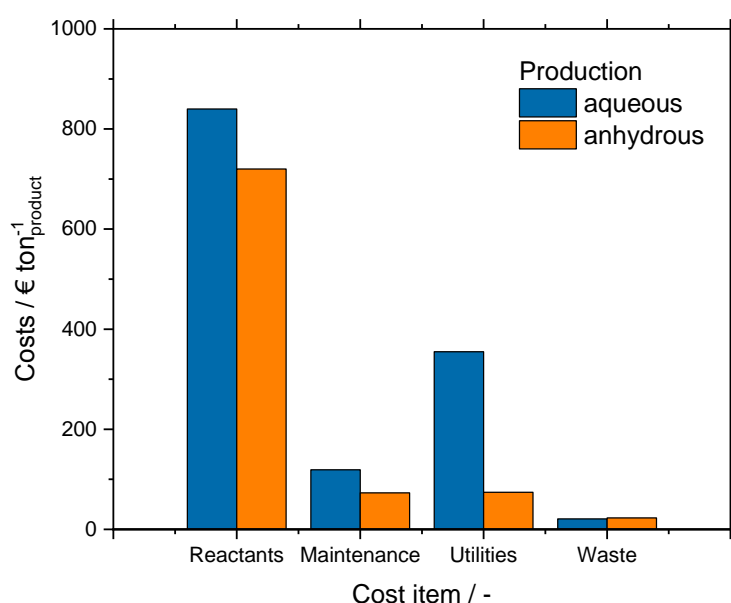 1000
800
600
400
200
0
Costs / € ton⁻¹product
Production
aqueous
anhydrous
Reactants Maintenance Utilities Waste
Cost item / -